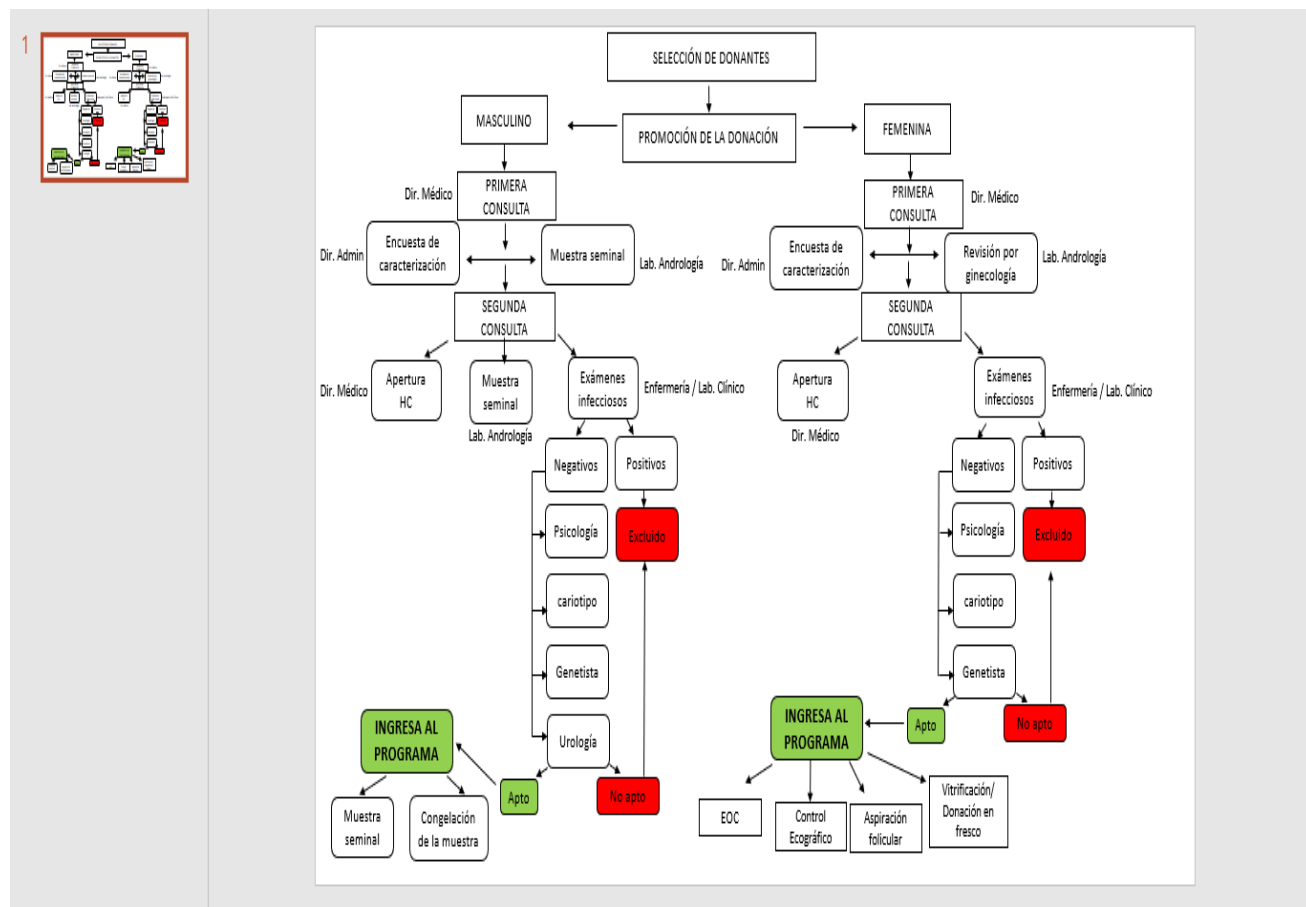 1
SELECCIÓN DE DONANTES
MASCULINO
PROMOCIÓN DE LA DONACIÓN
FEMENINA
Dir. Médico
PRIMERA
CONSULTA
Dir. Admin
Encuesta de
caracterización
Muestra seminal
Lab. Andrología
SEGUNDA
CONSULTA
Dir. Médico
Apertura
HC
Muestra
seminal
Lab. Andrología
Exámenes
infecciosos
Enfermería / Lab. Clínico
Negativos
Positivos
Psicología
Excluido
cariotipo
Genetista
Urología
INGRESA AL
PROGRAMA
Apto
No apto
Muestra
seminal
Congelación
de la muestra
PRIMERA
CONSULTA
Dir. Médico
Dir. Admin
Encuesta de
caracterización
Revisión por
ginecología
Lab. Andrología
SEGUNDA
CONSULTA
Apertura
HC
Dir. Médico
Exámenes
infecciosos
Enfermería / Lab. Clínico
Negativos
Positivos
Psicología
Excluido
cariotipo
Genetista
INGRESA AL
PROGRAMA
Apto
No apto
EOC
Control
Ecográfico
Aspiración
folicular
Vitrificación/
Donación en
fresco